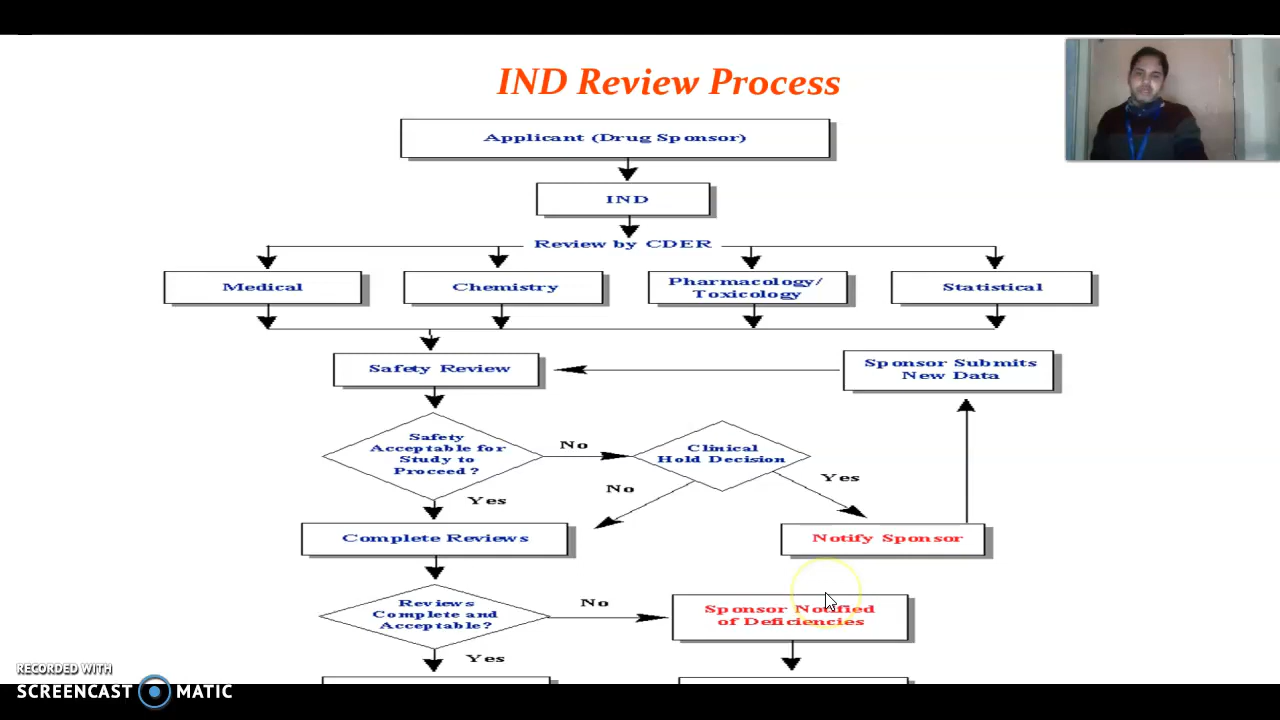 IND Review Process
Applicant (Drug Sponsor)
IND
Review by CDER
Medical
Chemistry
Pharmacology/
Toxicology
Statistical
Safety Review
Sponsor Submits
New Data
Safety
Acceptable for
Study to
Proceed?
No
Clinical
Hold Decision
Yes
No
Yes
Complete Reviews
Notify Sponsor
Reviews
Complete and
Acceptable?
No
Sponsor Notified
of Deficiencies
Yes
RECORDED WITH
SCREENCAST MATIC